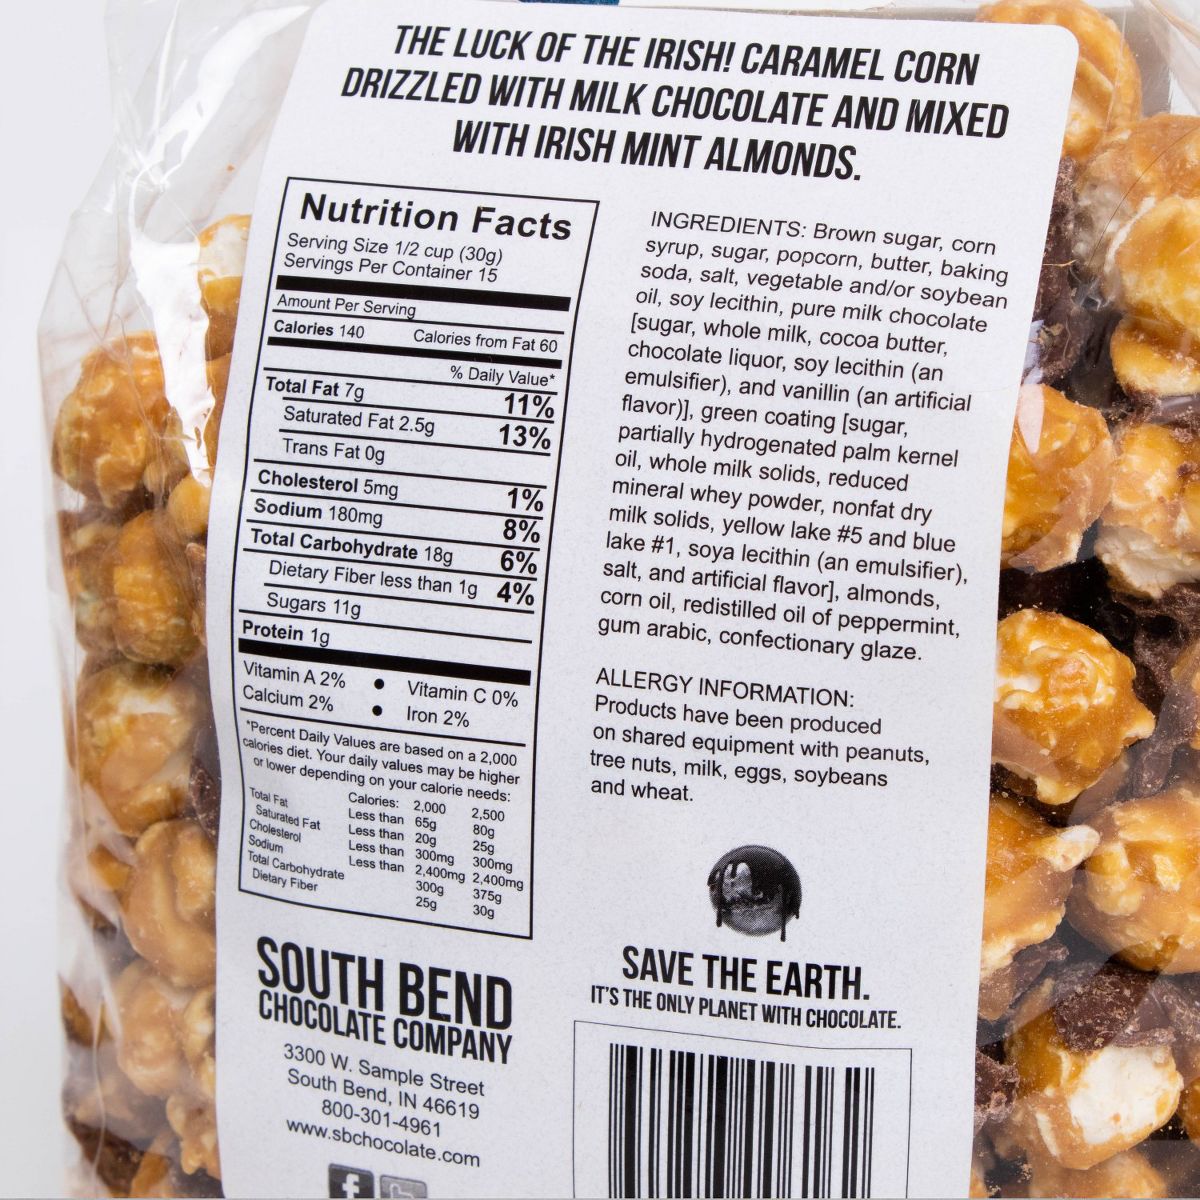 THE LUCK OF THE IRISH! CARAMEL CORN
DRIZZLED WITH MILK CHOCOLATE AND MIXED
WITH IRISH MINT ALMONDS.
Nutrition Facts
Serving Size 1/2 cup (30g)
Servings Per Container 15
Amount Per Serving
Calories 140 Calories from Fat 60
% Daily Value*
Total Fat 7g 11%
Saturated Fat 2.5g 13%
Trans Fat 0g
Cholesterol 5mg 1%
Sodium 180mg 8%
Total Carbohydrate 18g 6%
Dietary Fiber less than 1g 4%
Sugars 11g
Protein 1g
Vitamin A 2% • Vitamin C 0%
Calcium 2% • Iron 2%
*Percent Daily Values are based on a 2,000
calories diet. Your daily values may be higher
or lower depending on your calorie needs:
Calories: 2,000 2,500
Total Fat Less than 65g 80g
Saturated Fat Less than 20g 25g
Cholesterol Less than 300mg 300mg
Sodium Less than 2,400mg 2,400mg
Total Carbohydrate 300g 375g
Dietary Fiber 25g 30g
INGREDIENTS: Brown sugar, corn
syrup, sugar, popcorn, butter, baking
soda, salt, vegetable and/or soybean
oil, soy lecithin, pure milk chocolate
[sugar, whole milk, cocoa butter,
chocolate liquor, soy lecithin (an
emulsifier), and vanillin (an artificial
flavor)], green coating [sugar,
partially hydrogenated palm kernel
oil, whole milk solids, reduced
mineral whey powder, nonfat dry
milk solids, yellow lake #5 and blue
lake #1, soya lecithin (an emulsifier),
salt, and artificial flavor], almonds,
corn oil, redistilled oil of peppermint,
gum arabic, confectionary glaze.
ALLERGY INFORMATION:
Products have been produced
on shared equipment with peanuts,
tree nuts, milk, eggs, soybeans
and wheat.
SOUTH BEND
CHOCOLATE COMPANY
3300 W. Sample Street
South Bend, IN 46619
800-301-4961
www.sbchocolate.com
f
SAVE THE EARTH.
IT'S THE ONLY PLANET WITH CHOCOLATE.